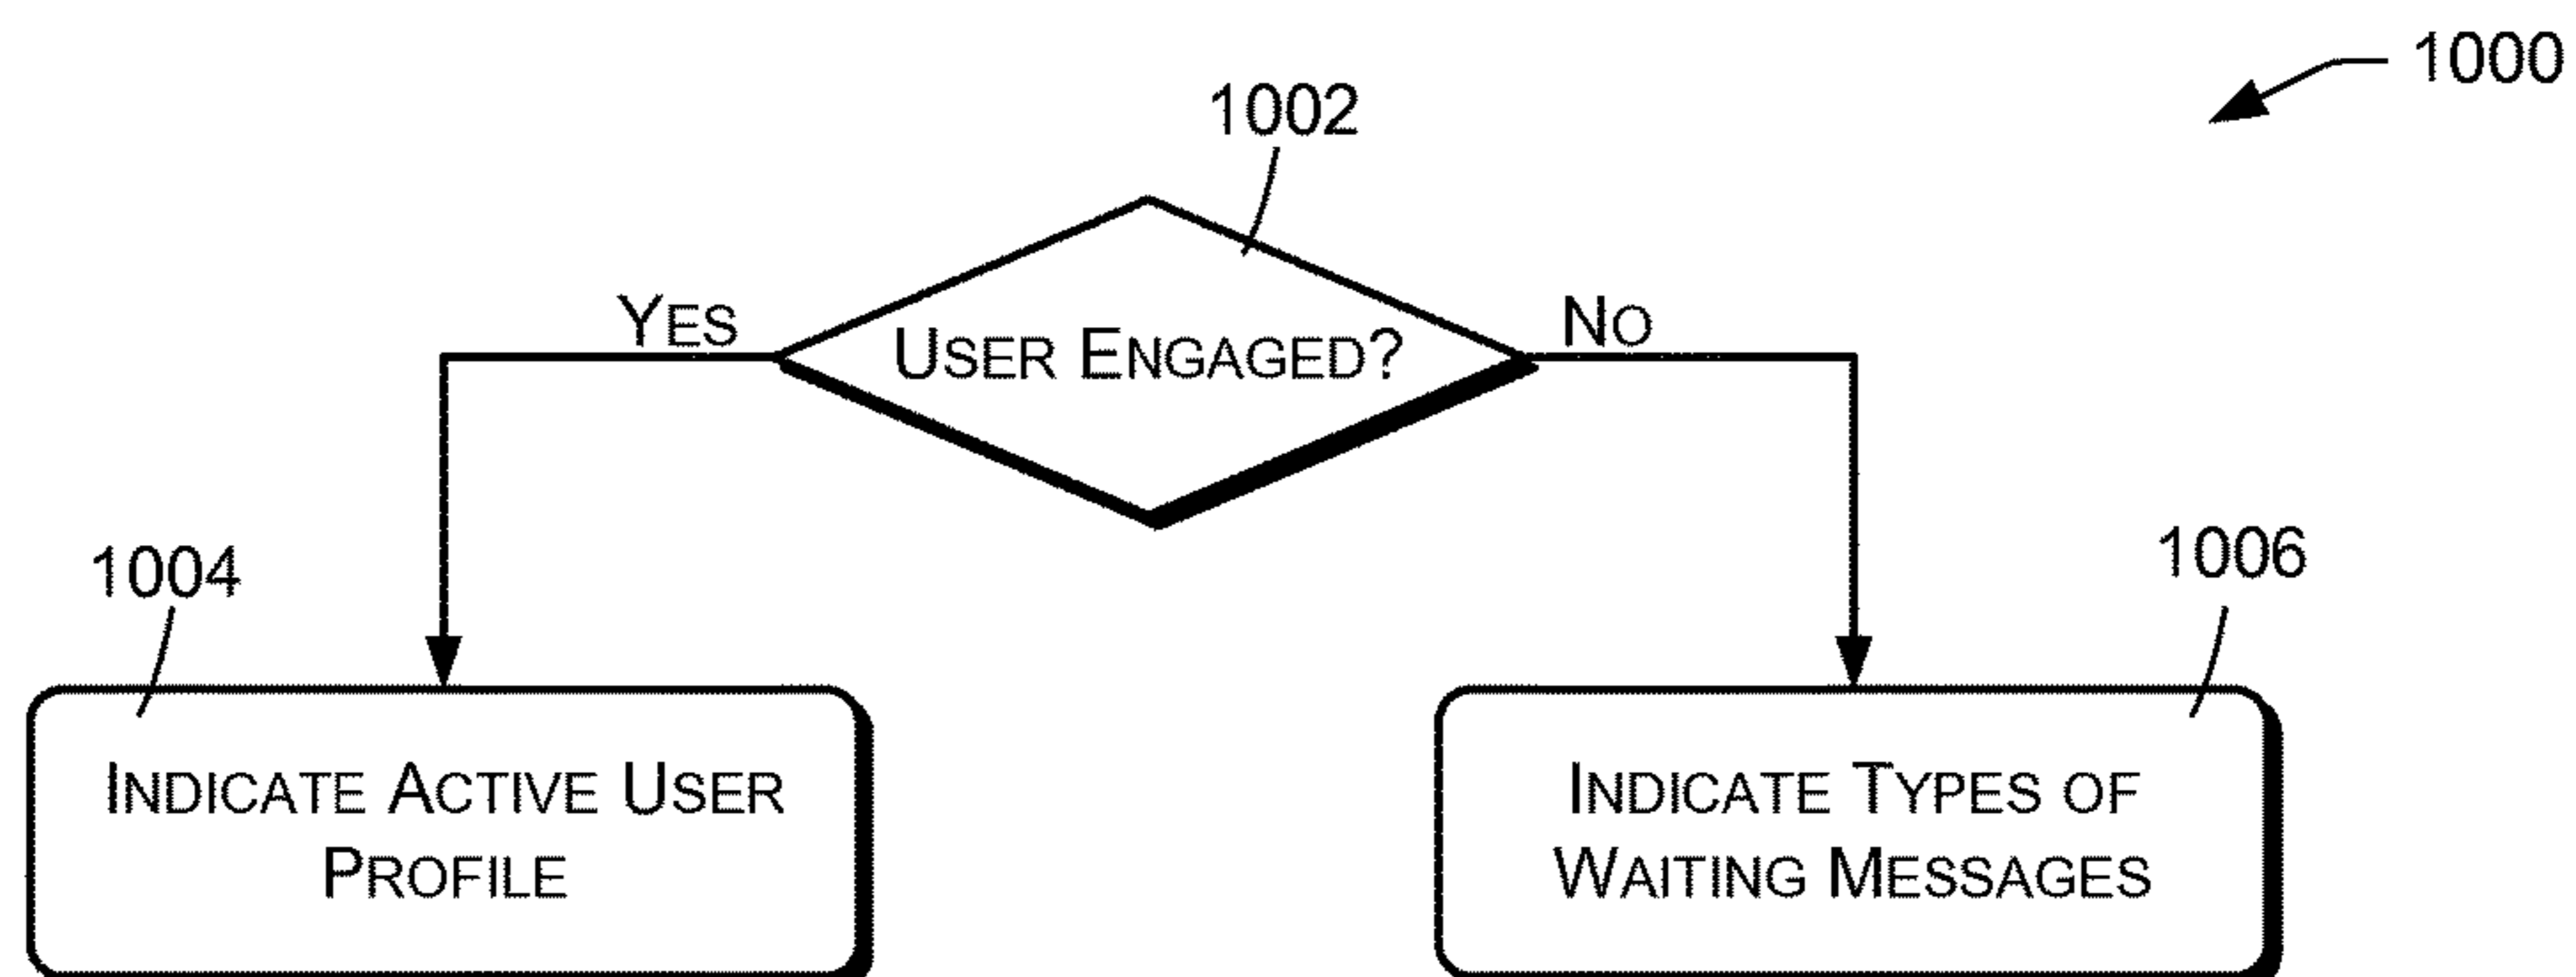 1000
1002
YES
USER ENGAGED?
NO
1004
1006
INDICATE ACTIVE USER
PROFILE
INDICATE TYPES OF
WAITING MESSAGES